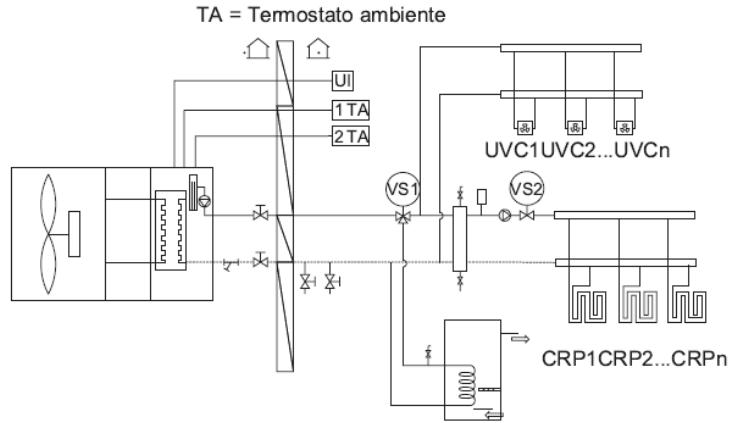 TA = Termostato ambiente
UI
1 TA
2 TA
UVC1UVC2...UVCn
VS1
VS2
CRP1CRP2...CRPn